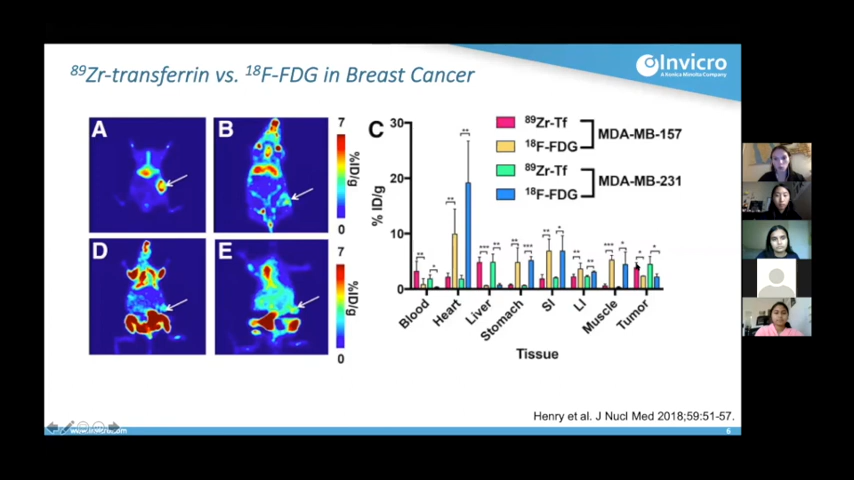 ⁸⁹Zr-transferrin vs. ¹⁸F-FDG in Breast Cancer
Invicro
A Konica Minolta Company
A
B
7
%ID/g
0
D
E
7
%ID/g
0
C
30
20
10
0
% ID/g
⁸⁹Zr-Tf
¹⁸F-FDG
MDA-MB-157
⁸⁹Zr-Tf
¹⁸F-FDG
MDA-MB-231
** * ** ** *** ** ** *** ** * ** ** *** * * *
Blood
Heart
Liver
Stomach
SI
LI
Muscle
Tumor
Tissue
Henry et al. J Nucl Med 2018;59:51-57.
6